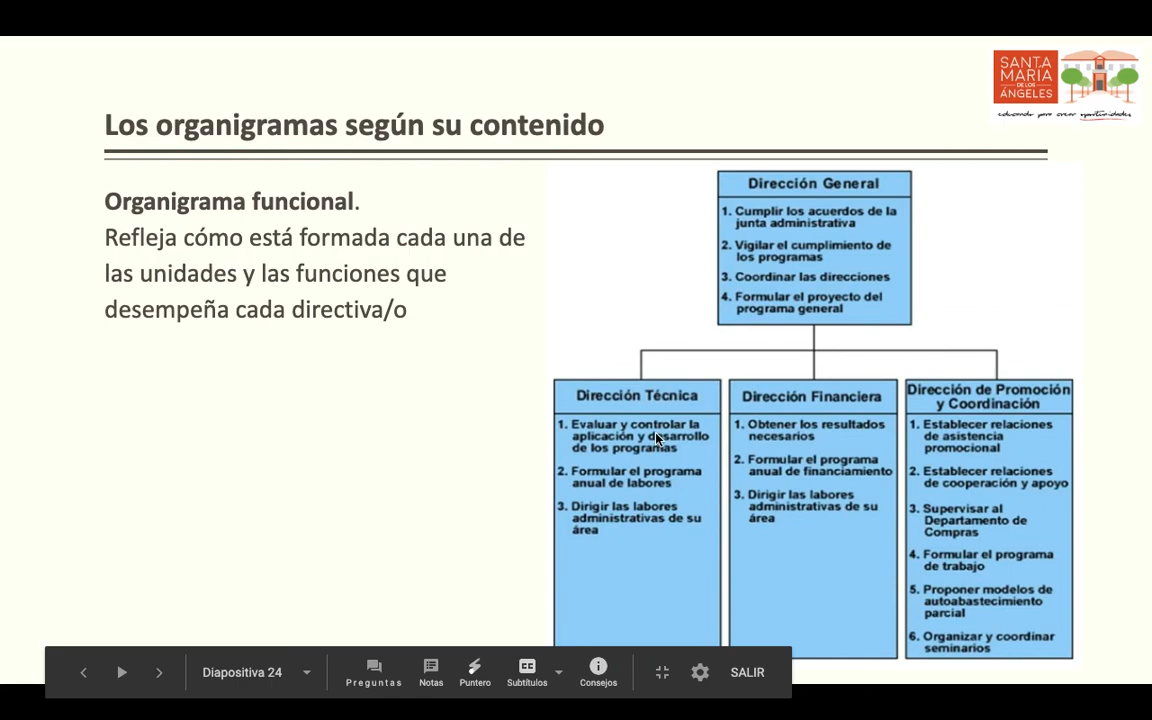 SANTA
MARIA
DE LOS
ÁNGELES
educando para crear oportunidades
Los organigramas según su contenido
Organigrama funcional.
Refleja cómo está formada cada una de
las unidades y las funciones que
desempeña cada directiva/o
Dirección General
1. Cumplir los acuerdos de la
junta administrativa
2. Vigilar el cumplimiento de
los programas
3. Coordinar las direcciones
4. Formular el proyecto del
programa general
Dirección Técnica
1. Evaluar y controlar la
aplicación y desarrollo
de los programas
2. Formular el programa
anual de labores
3. Dirigir las labores
administrativas de su
área
Dirección Financiera
1. Obtener los resultados
necesarios
2. Formular el programa
anual de financiamiento
3. Dirigir las labores
administrativas de su
área
Dirección de Promoción
y Coordinación
1. Establecer relaciones
de asistencia
promocional
2. Establecer relaciones
de cooperación y apoyo
3. Supervisar al
Departamento de
Compras
4. Formular el programa
de trabajo
5. Proponer modelos de
autoabastecimiento
parcial
6. Organizar y coordinar
seminarios
Diapositiva 24
Preguntas
Notas
Puntero
CC
Subtítulos
Consejos
SALIR